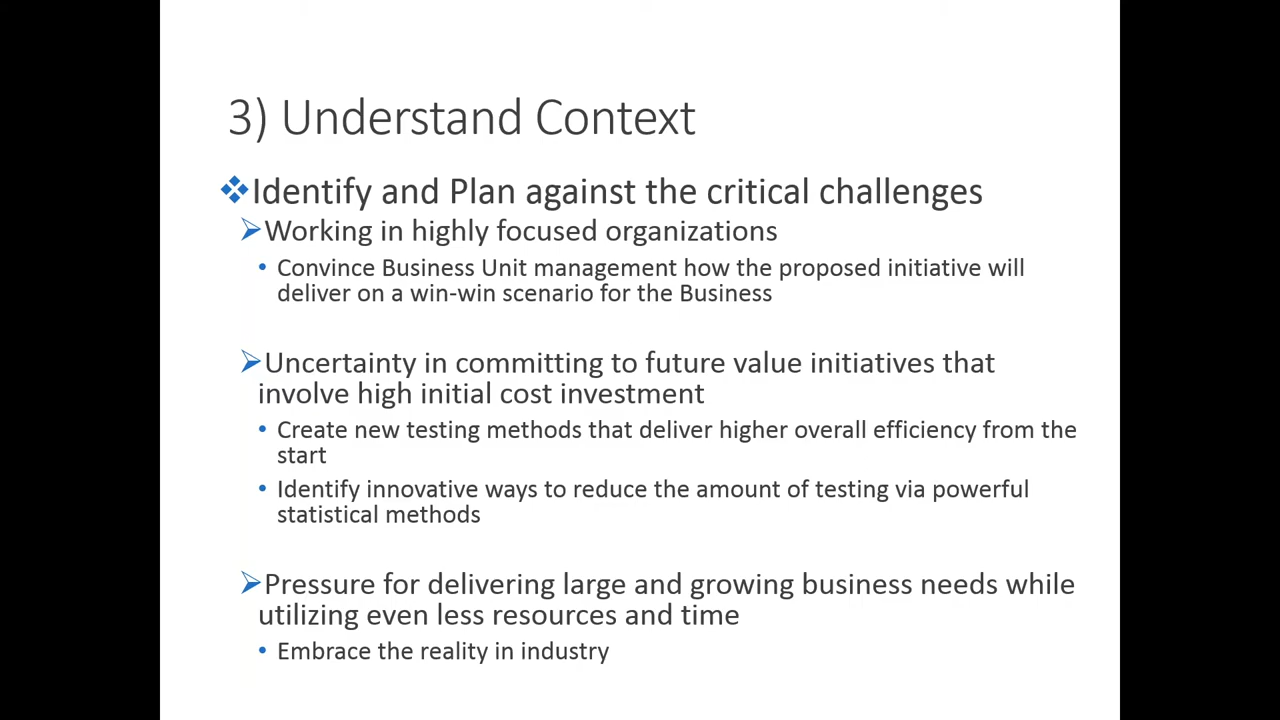 3) Understand Context
❖Identify and Plan against the critical challenges
➢Working in highly focused organizations
• Convince Business Unit management how the proposed initiative will
deliver on a win-win scenario for the Business
➢Uncertainty in committing to future value initiatives that
involve high initial cost investment
• Create new testing methods that deliver higher overall efficiency from the
start
• Identify innovative ways to reduce the amount of testing via powerful
statistical methods
➢Pressure for delivering large and growing business needs while
utilizing even less resources and time
• Embrace the reality in industry